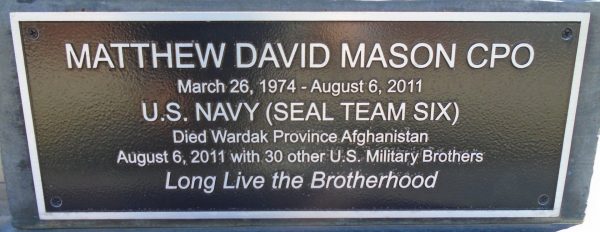 MATTHEW DAVID MASON CPO
March 26, 1974 - August 6, 2011
U.S. NAVY (SEAL TEAM SIX)
Died Wardak Province Afghanistan
August 6, 2011 with 30 other U.S. Military Brothers
Long Live the Brotherhood